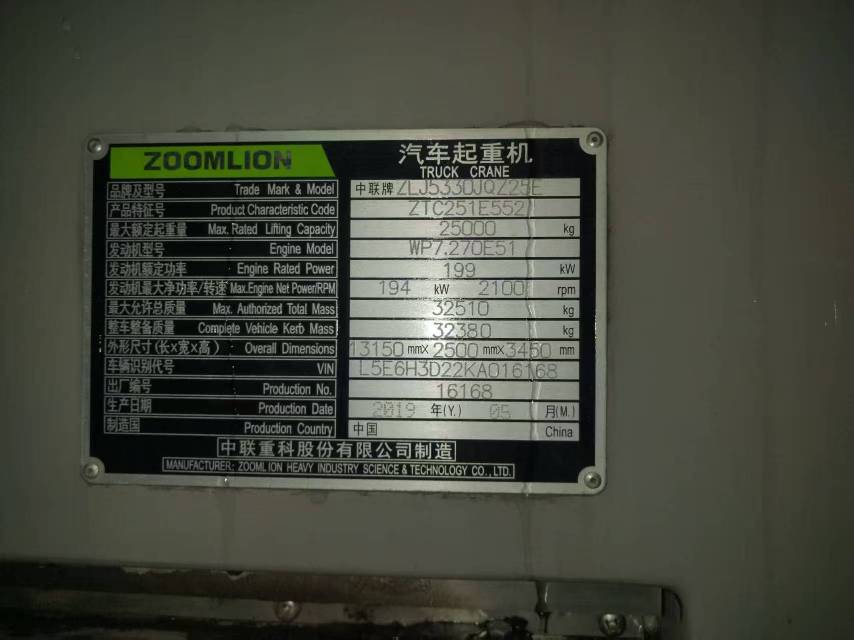 ZOOMLION 汽车起重机
TRUCK CRANE
品牌及型号 Trade Mark & Model 中联牌 ZLJ5330JQZ25E
产品特征号 Product Characteristic Code ZTC251E552
最大额定起重量 Max. Rated Lifting Capacity 25000 kg
发动机型号 Engine Model WP7.270E51
发动机额定功率 Engine Rated Power 199 kW
发动机最大净功率/转速 Max.Engine Net Power/RPM 194 kW 2100 rpm
最大允许总质量 Max. Authorized Total Mass 32510 kg
整车整备质量 Complete Vehicle Kerb Mass 32380 kg
外形尺寸(长×宽×高) Overall Dimensions 13150 mm× 2500 mm×3450 mm
车辆识别代号 VIN L5E6H3D22KA016168
出厂编号 Production No. 16168
生产日期 Production Date 2019 年(Y.) 05 月(M.)
制造国 Production Country 中国 China
中联重科股份有限公司制造
MANUFACTURER: ZOOMLION HEAVY INDUSTRY SCIENCE & TECHNOLOGY CO., LTD.